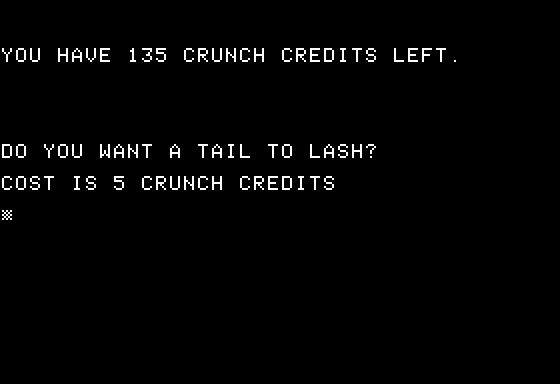 YOU HAVE 135 CRUNCH CREDITS LEFT.
DO YOU WANT A TAIL TO LASH?
COST IS 5 CRUNCH CREDITS